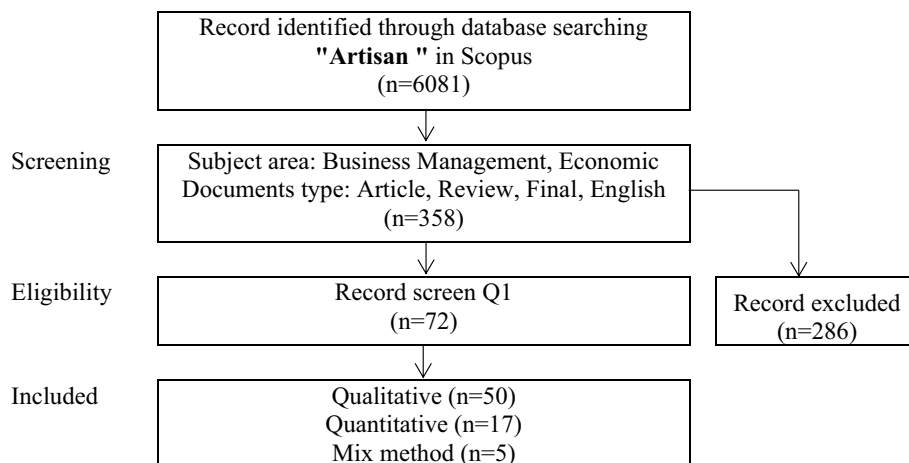 Record identified through database searching
"Artisan " in Scopus
(n=6081)
Screening
Subject area: Business Management, Economic
Documents type: Article, Review, Final, English
(n=358)
Eligibility
Record screen Q1
(n=72)
Record excluded
(n=286)
Included
Qualitative (n=50)
Quantitative (n=17)
Mix method (n=5)